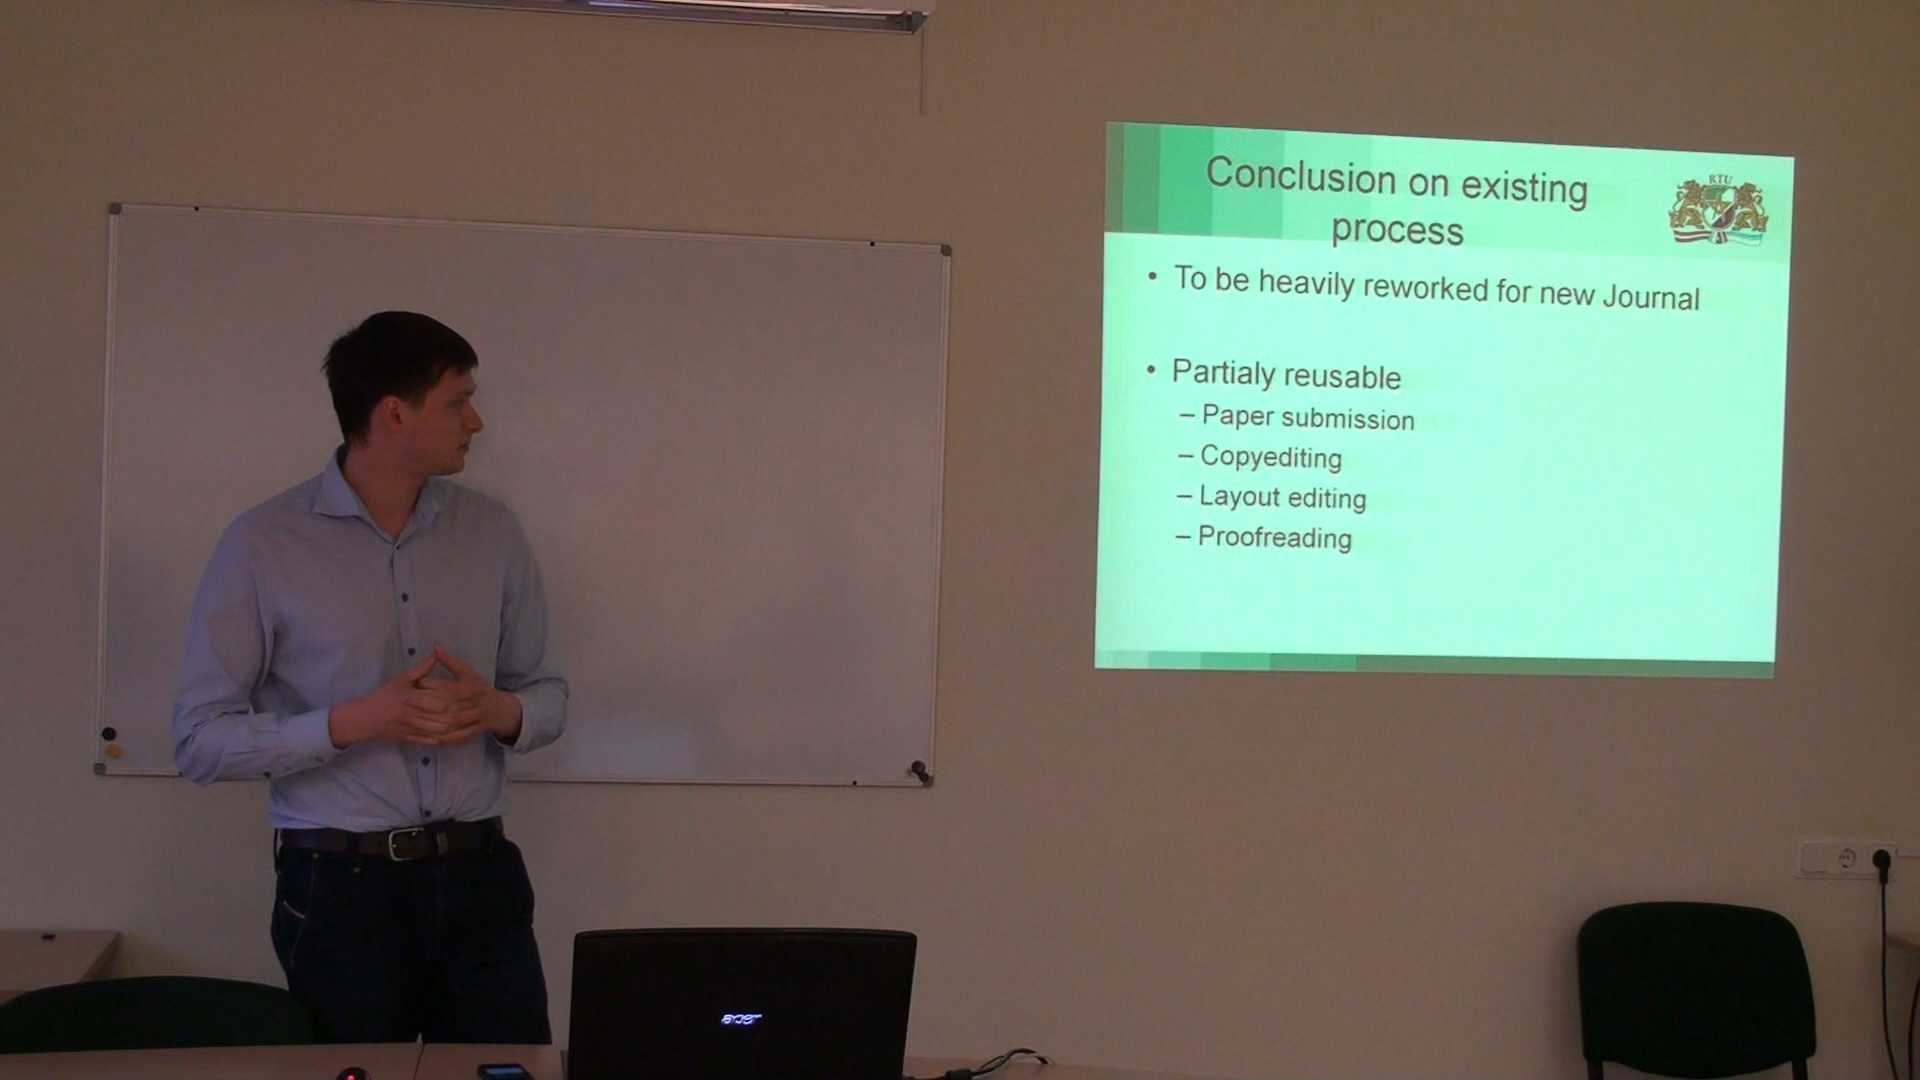 Conclusion on existing
process
RTU
• To be heavily reworked for new Journal
• Partialy reusable
– Paper submission
– Copyediting
– Layout editing
– Proofreading
acer